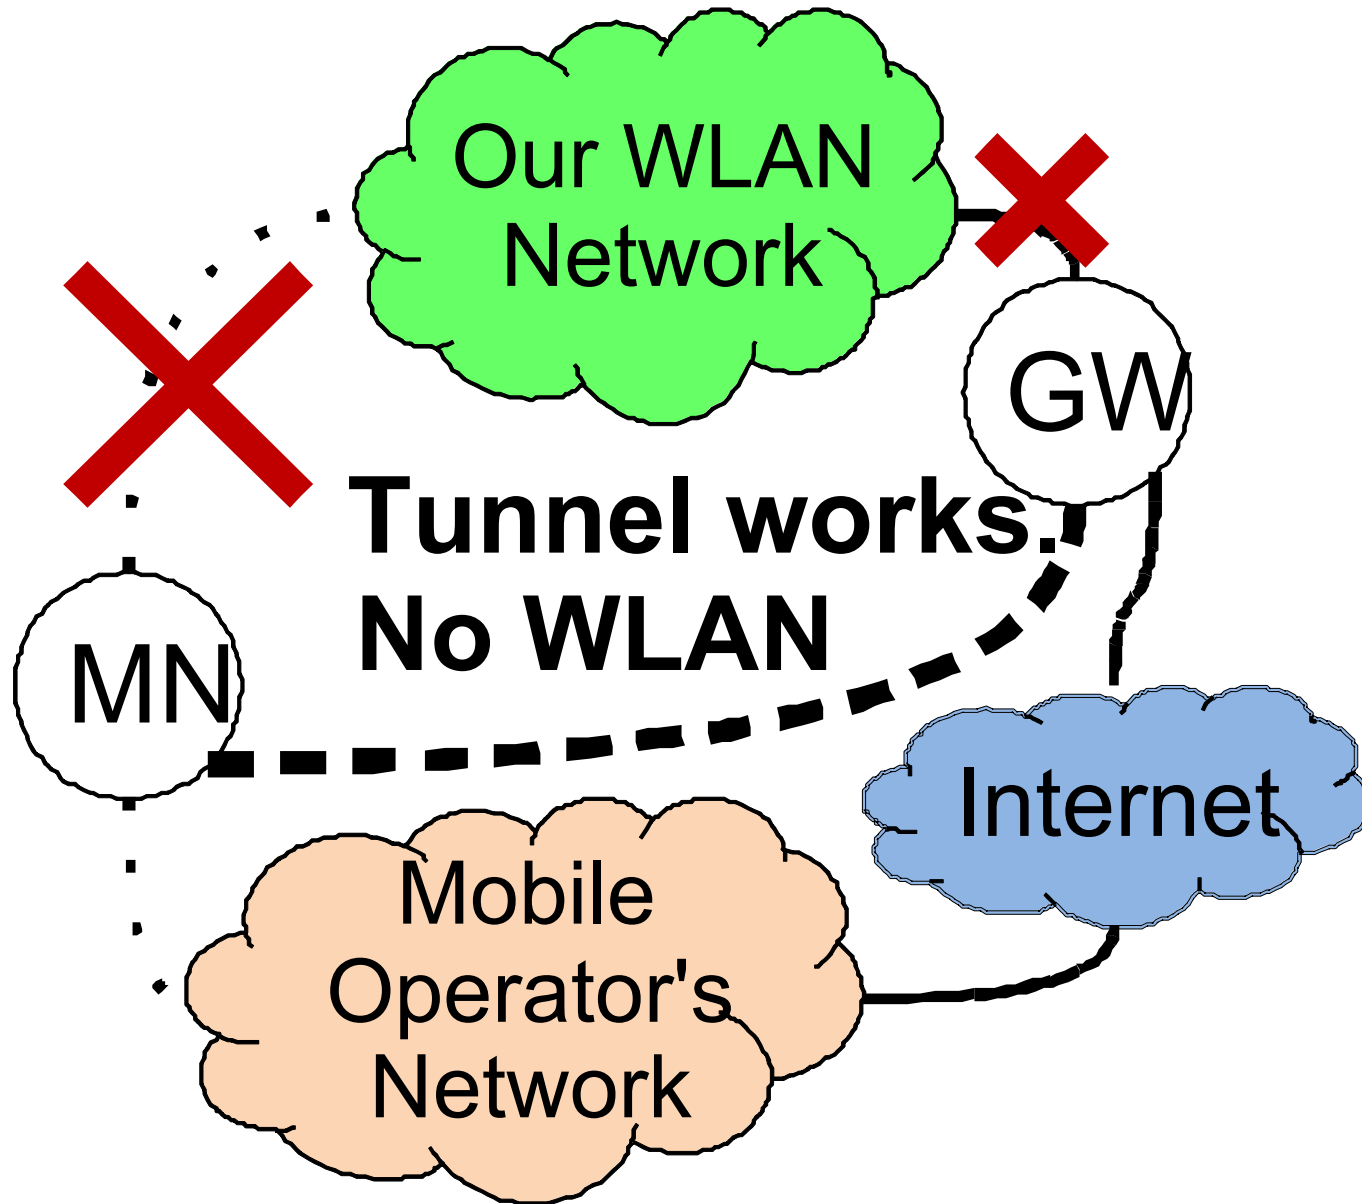 Our WLAN
Network
GW
Tunnel works.
No WLAN
MN
Internet
Mobile
Operator's
Network